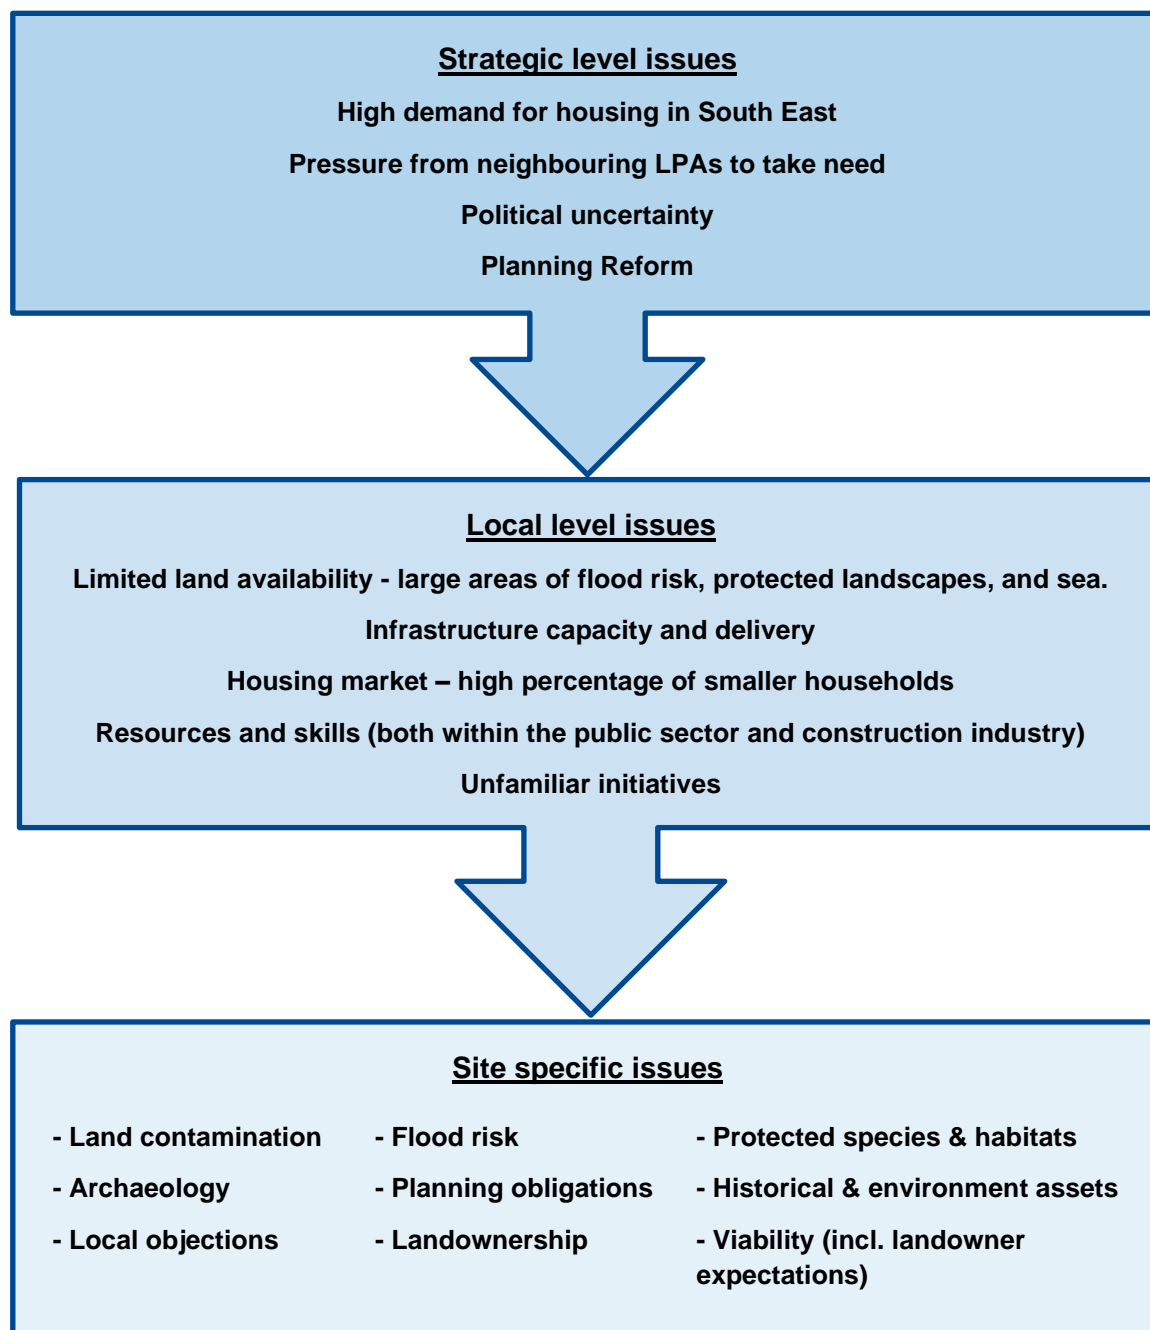 Strategic level issues
High demand for housing in South East
Pressure from neighbouring LPAs to take need
Political uncertainty
Planning Reform
Local level issues
Limited land availability - large areas of flood risk, protected landscapes, and sea.
Infrastructure capacity and delivery
Housing market – high percentage of smaller households
Resources and skills (both within the public sector and construction industry)
Unfamiliar initiatives
Site specific issues
- Land contamination
- Archaeology
- Local objections
- Flood risk
- Planning obligations
- Landownership
- Protected species & habitats
- Historical & environment assets
- Viability (incl. landowner
expectations)